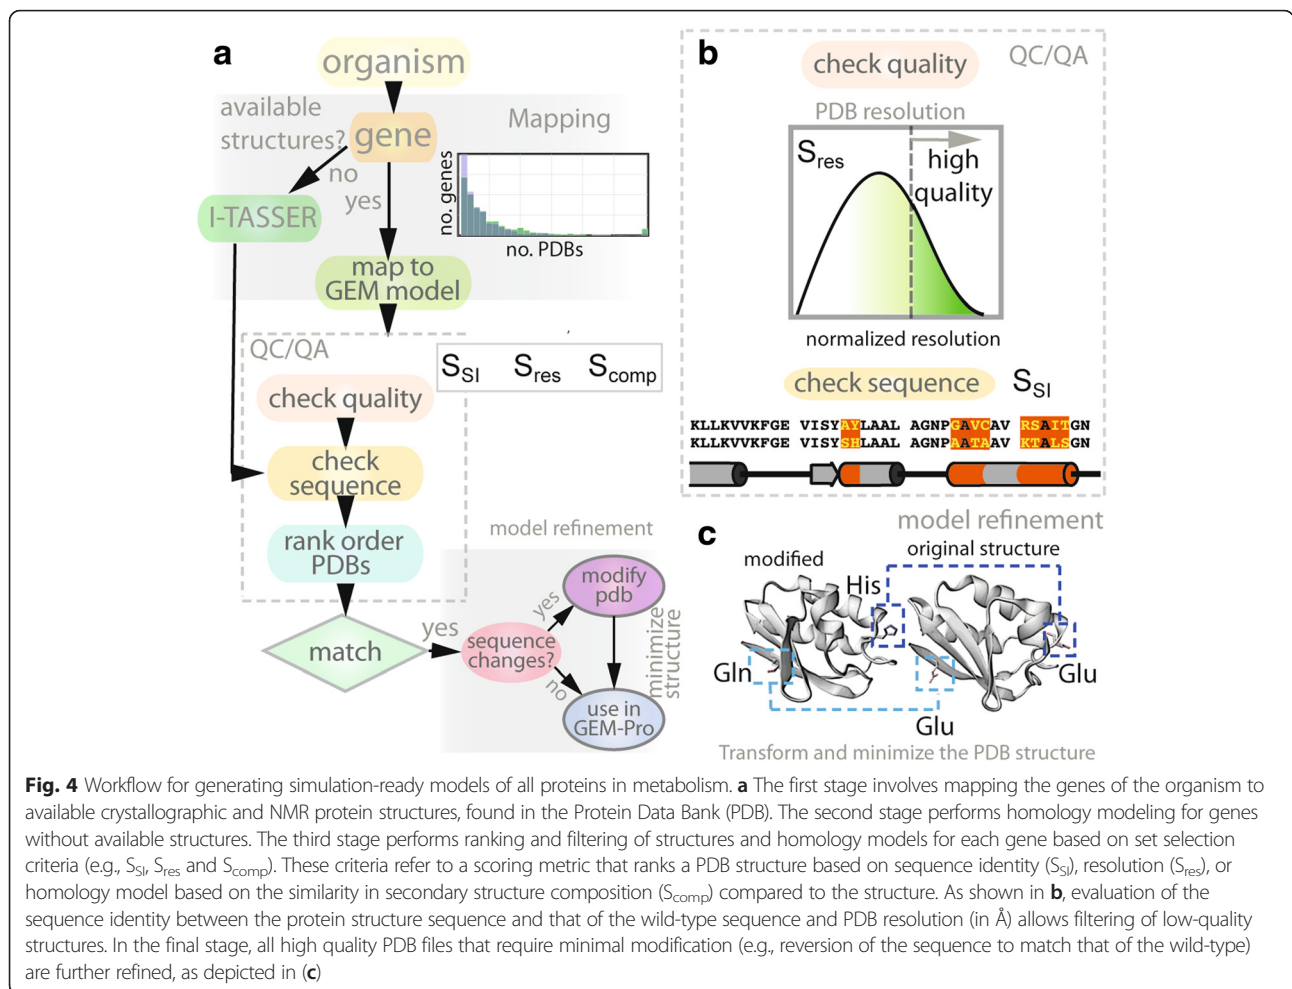 a
organism
available
structures?
gene
Mapping
no
yes
I-TASSER
no. genes
no. PDBs
map to
GEM model
QC/QA
S_SI S_res S_comp
check quality
check
sequence
rank order
PDBs
match
yes
model refinement
sequence
changes?
yes
no
modify
pdb
minimize
structure
use in
GEM-Pro
b
QC/QA
check quality
PDB resolution
S_res
high
quality
normalized resolution
check sequence S_SI
KLLKVVKFGE VISYAYLAAL AGNPGAVCAV RSAITGN
KLLKVVKFGE VISYSHLAAL AGNPAATAAV KTALSGN
c
model refinement
original structure
modified
His
Gln
Glu
Glu
Transform and minimize the PDB structure
Fig. 4 Workflow for generating simulation-ready models of all proteins in metabolism. a The first stage involves mapping the genes of the organism to
available crystallographic and NMR protein structures, found in the Protein Data Bank (PDB). The second stage performs homology modeling for genes
without available structures. The third stage performs ranking and filtering of structures and homology models for each gene based on set selection
criteria (e.g., S_SI, S_res and S_comp). These criteria refer to a scoring metric that ranks a PDB structure based on sequence identity (S_SI), resolution (S_res), or
homology model based on the similarity in secondary structure composition (S_comp) compared to the structure. As shown in b, evaluation of the
sequence identity between the protein structure sequence and that of the wild-type sequence and PDB resolution (in Å) allows filtering of low-quality
structures. In the final stage, all high quality PDB files that require minimal modification (e.g., reversion of the sequence to match that of the wild-type)
are further refined, as depicted in (c)